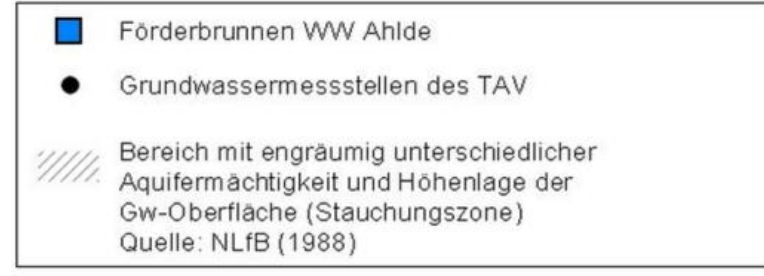 Förderbrunnen WW Ahlde
Grundwassermessstellen des TAV
Bereich mit engräumig unterschiedlicher
Aquifermächtigkeit und Höhenlage der
Gw-Oberfläche (Stauchungszone)
Quelle: NLfB (1988)